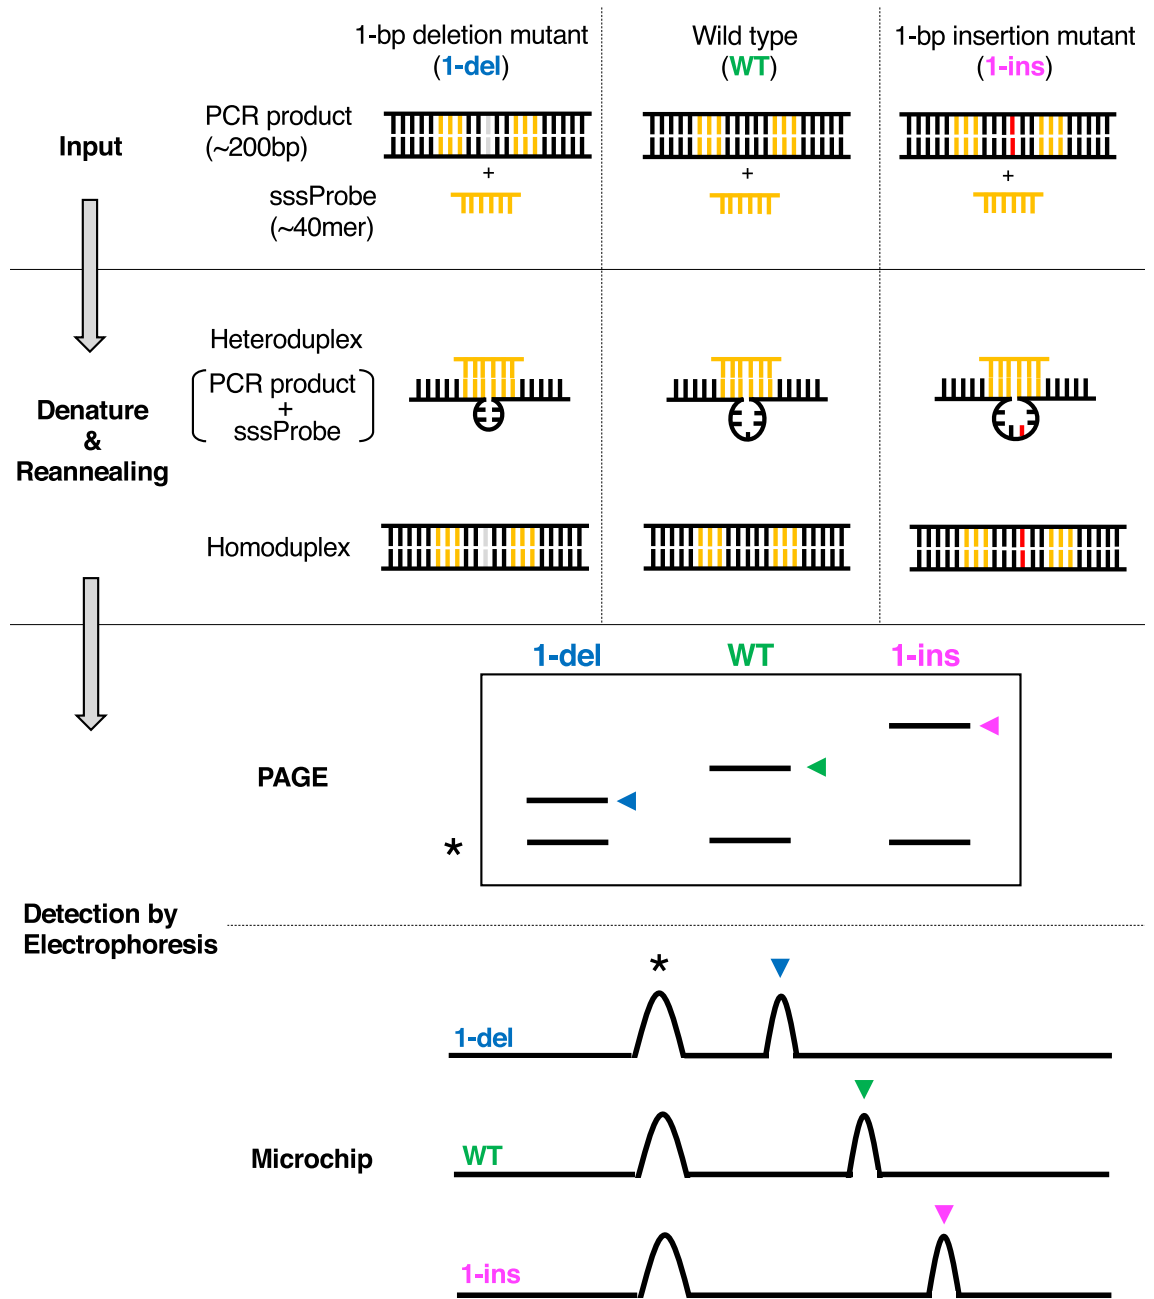 1-bp deletion mutant
(1-del)
Wild type
(WT)
1-bp insertion mutant
(1-ins)
Input
PCR product
(~200bp)
+
+
+
sssProbe
(~40mer)
Denature
&
Reannealing
Heteroduplex
PCR product
+
sssProbe
Homoduplex
1-del
WT
1-ins
PAGE
*
Detection by
Electrophoresis
*
1-del
Microchip
WT
1-ins